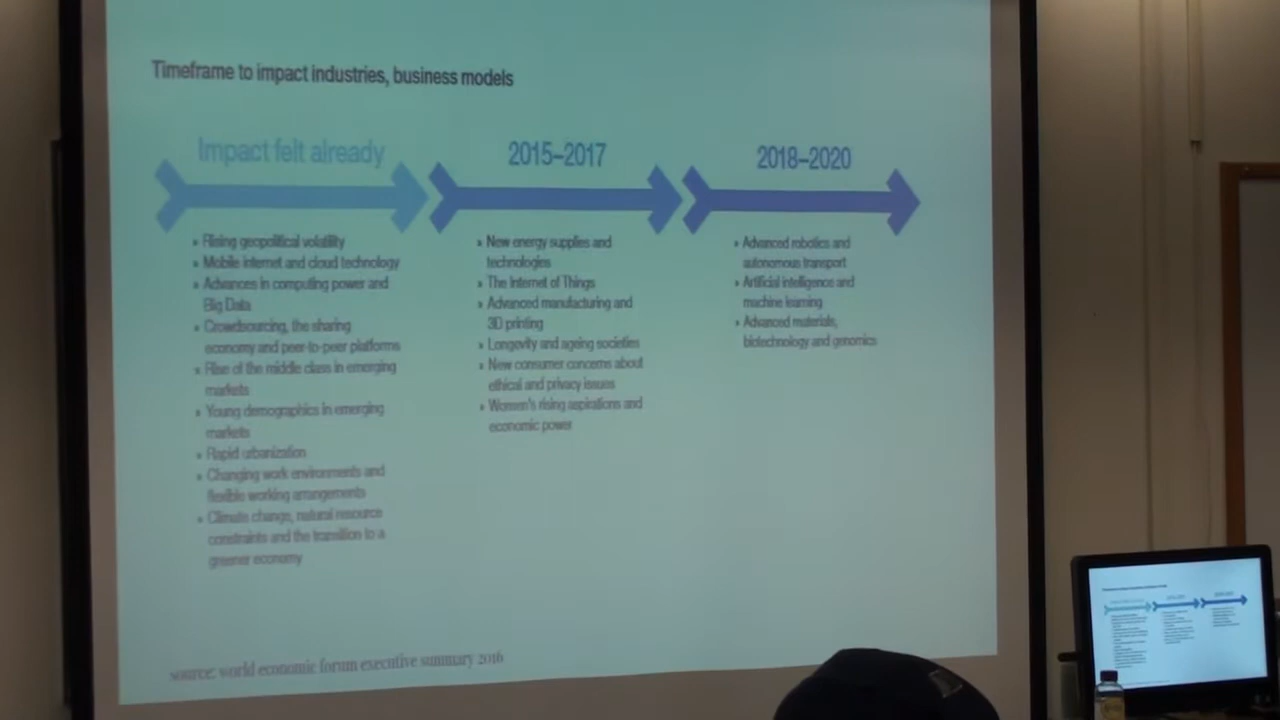 Timeframe to impact industries, business models
Impact felt already
» Rising geopolitical volatility
» Mobile internet and cloud technology
» Advances in computing power and
Big Data
» Crowdsourcing, the sharing
economy and peer-to-peer platforms
» Rise of the middle class in emerging
markets
» Young demographics in emerging
markets
» Rapid urbanization
» Changing work environments and
flexible working arrangements
» Climate change, natural resource
constraints and the transition to a
greener economy
2015–2017
» New energy supplies and
technologies
» The Internet of Things
» Advanced manufacturing and
3D printing
» Longevity and ageing societies
» New consumer concerns about
ethical and privacy issues
» Women's rising aspirations and
economic power
2018–2020
» Advanced robotics and
autonomous transport
» Artificial intelligence and
machine learning
» Advanced materials,
biotechnology and genomics
source: world economic forum executive summary 2016